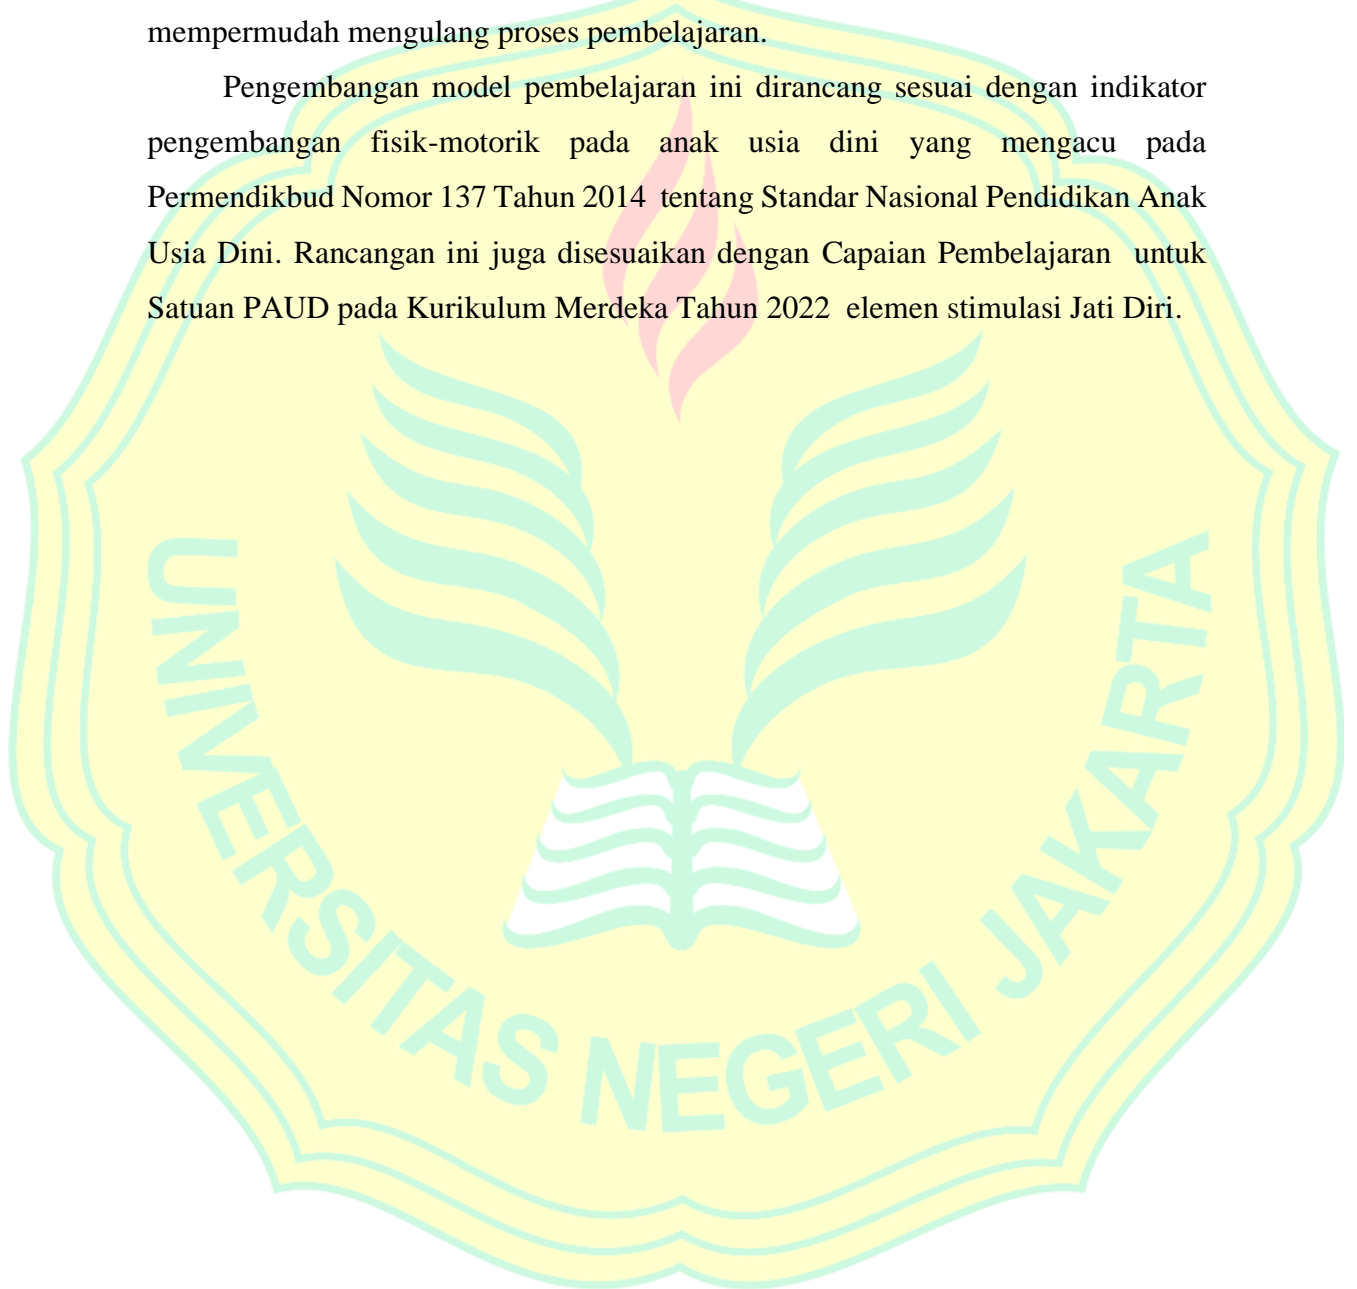 mempermudah mengulang proses pembelajaran.
Pengembangan model pembelajaran ini dirancang sesuai dengan indikator
pengembangan fisik-motorik pada anak usia dini yang mengacu pada
Permendikbud Nomor 137 Tahun 2014 tentang Standar Nasional Pendidikan Anak
Usia Dini. Rancangan ini juga disesuaikan dengan Capaian Pembelajaran untuk
Satuan PAUD pada Kurikulum Merdeka Tahun 2022 elemen stimulasi Jati Diri.
UNIVERSITAS NEGERI JAKARTA